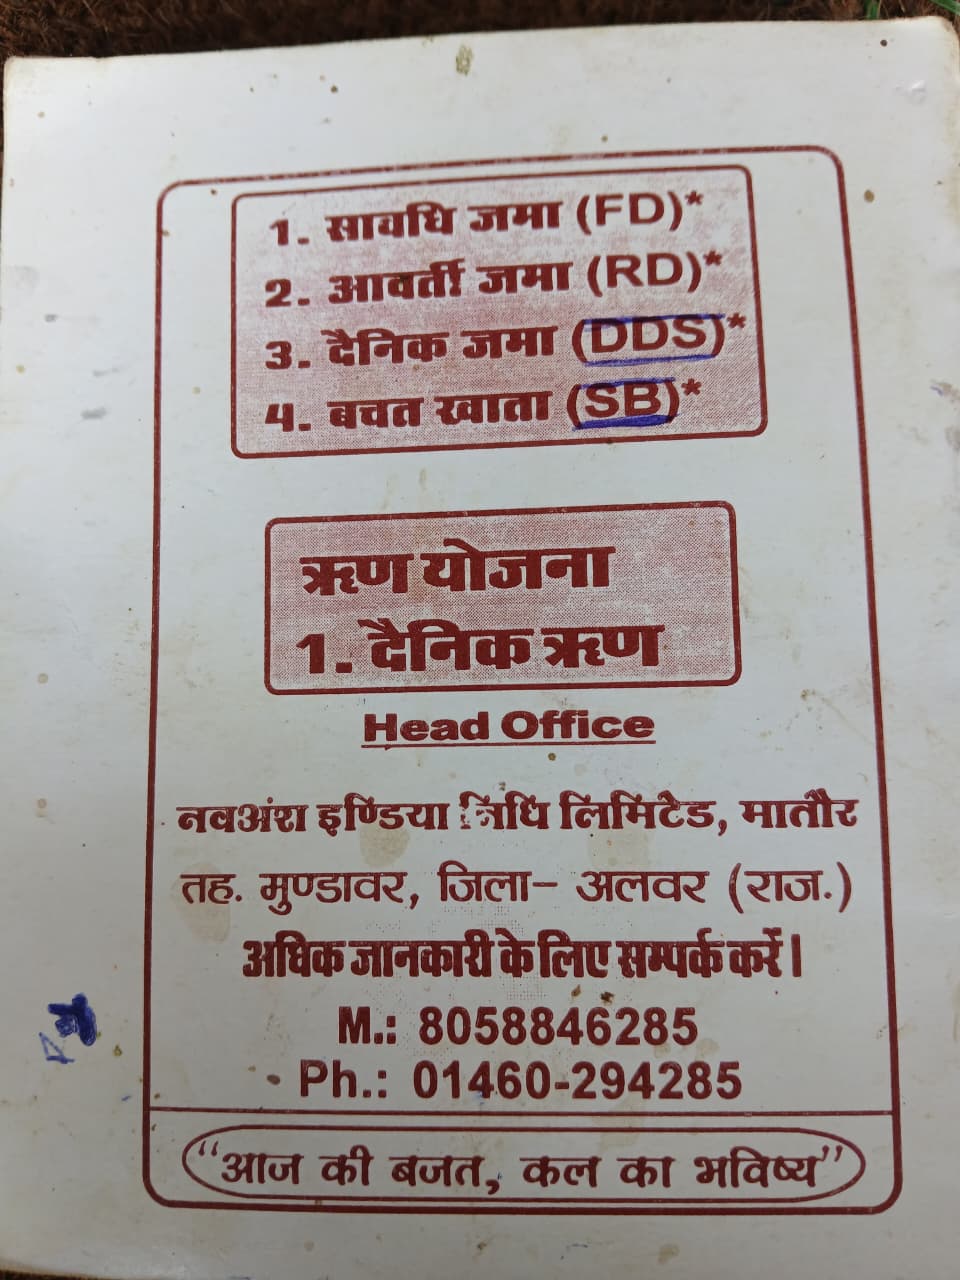 1. सावधि जमा (FD)*
2. आवर्ती जमा (RD)*
3. दैनिक जमा (DDS)*
4. बचत खाता (SB)*
ऋण योजना
1. दैनिक ऋण
Head Office
नवअंश इण्डिया निधि लिमिटेड, मातौर
तह. मुण्डावर, जिला- अलवर (राज.)
अधिक जानकारी के लिए सम्पर्क करें।
M.: 8058846285
Ph.: 01460-294285
"आज की बजत, कल का भविष्य"